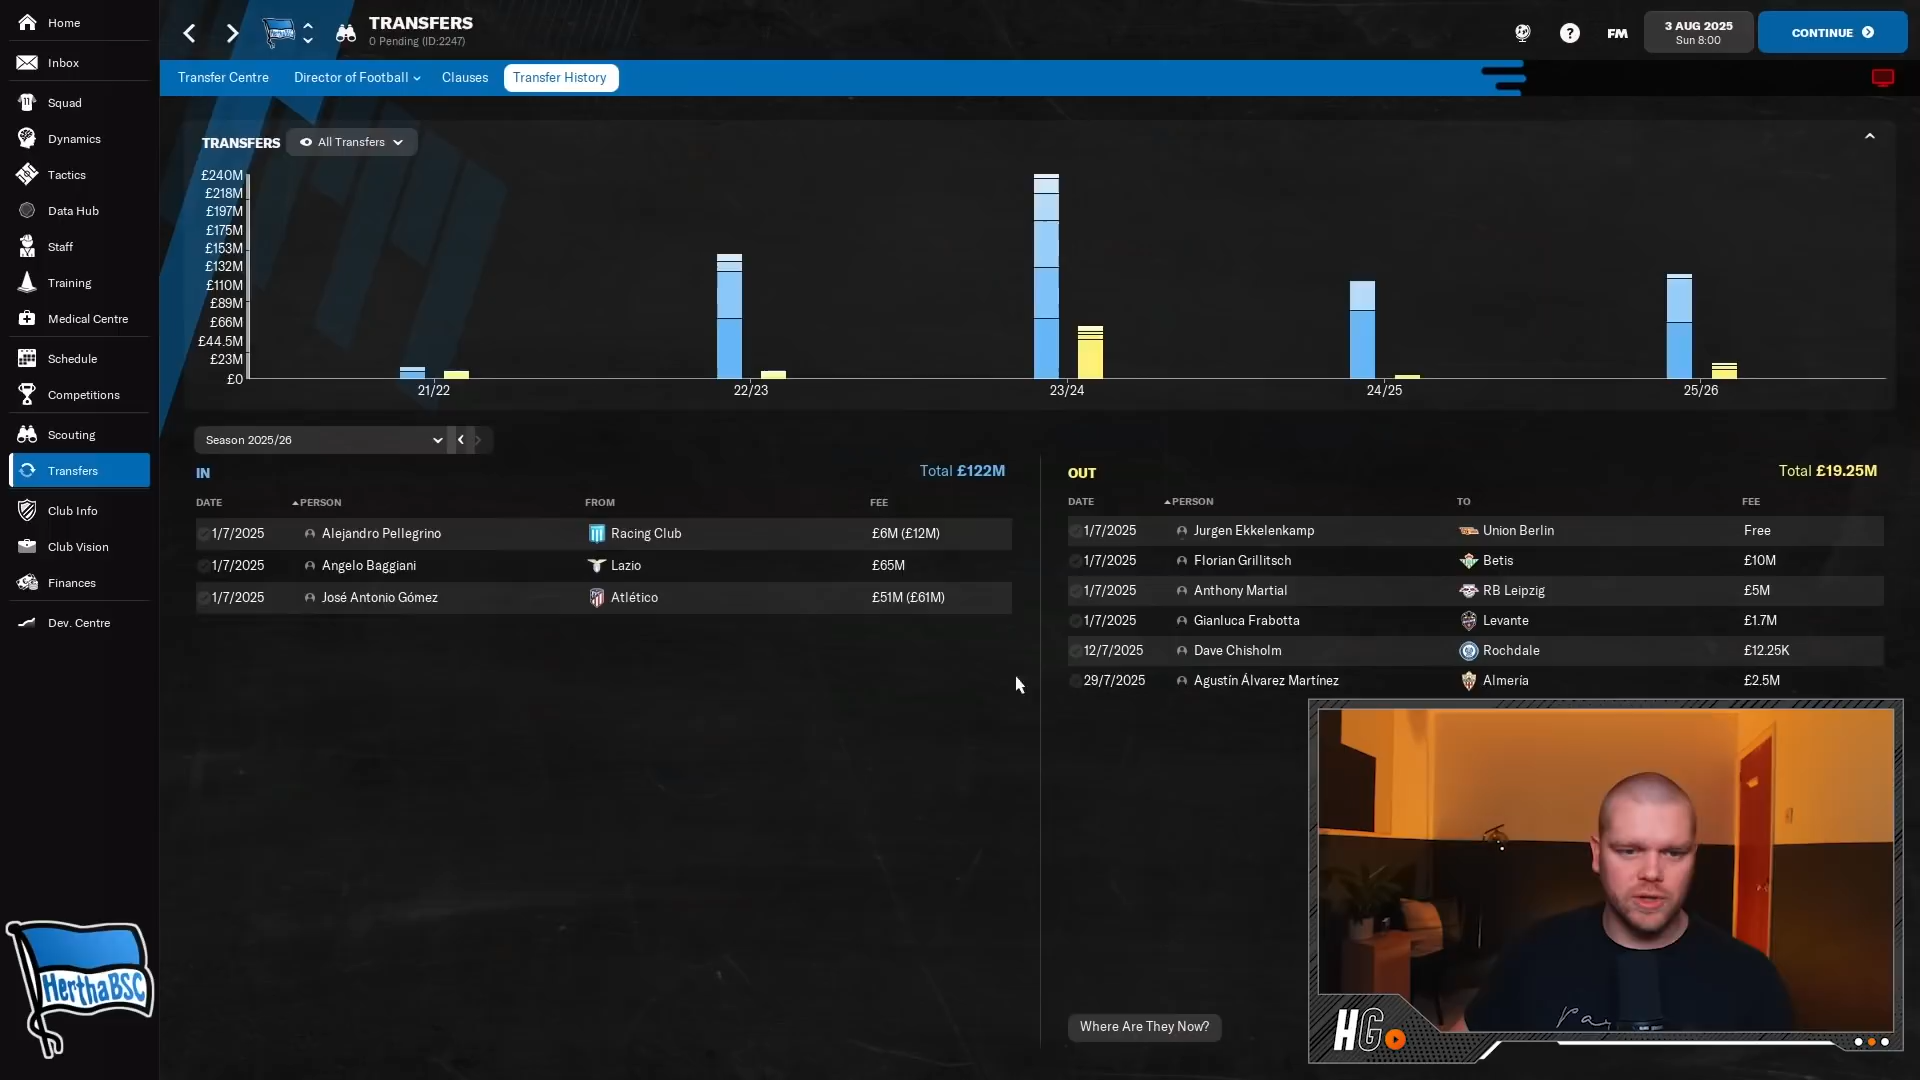 Home
Inbox
Squad
Dynamics
Tactics
Data Hub
Staff
Training
Medical Centre
Schedule
Competitions
Scouting
Transfers
Club Info
Club Vision
Finances
Dev. Centre
Hertha BSC
TRANSFERS
0 Pending (ID:2247)
FM
3 AUG 2025
Sun 8:00
CONTINUE
Transfer Centre
Director of Football
Clauses
Transfer History
TRANSFERS
All Transfers
£240M
£218M
£197M
£175M
£153M
£132M
£110M
£89M
£66M
£44.5M
£23M
£0
21/22
22/23
23/24
24/25
25/26
Season 2025/26
IN
Total £122M
DATE PERSON FROM FEE
1/7/2025 Alejandro Pellegrino Racing Club £6M (£12M)
1/7/2025 Angelo Baggiani Lazio £65M
1/7/2025 José Antonio Gómez Atlético £51M (£61M)
OUT
Total £19.25M
DATE PERSON TO FEE
1/7/2025 Jurgen Ekkelenkamp Union Berlin Free
1/7/2025 Florian Grillitsch Betis £10M
1/7/2025 Anthony Martial RB Leipzig £5M
1/7/2025 Gianluca Frabotta Levante £1.7M
12/7/2025 Dave Chisholm Rochdale £12.25K
29/7/2025 Agustín Álvarez Martínez Almería £2.5M
Where Are They Now?
HG